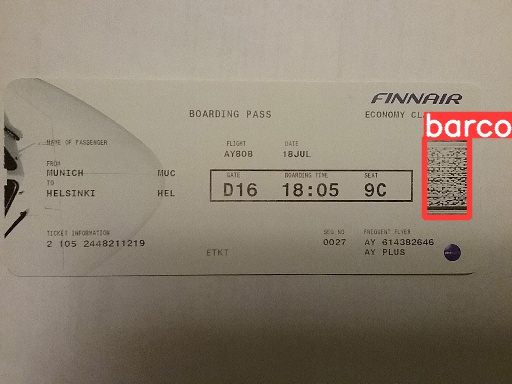 FINNAIR
BOARDING PASS
ECONOMY CLA
barco
NAME OF PASSENGER
FLIGHT DATE
AY808 18JUL
FROM
MUNICH MUC
TO
HELSINKI HEL
GATE BOARDING TIME SEAT
D16 18:05 9C
TICKET INFORMATION
2 105 2448211219
SEQ NO
0027
FREQUENT FLYER
AY 614382646
AY PLUS
ETKT